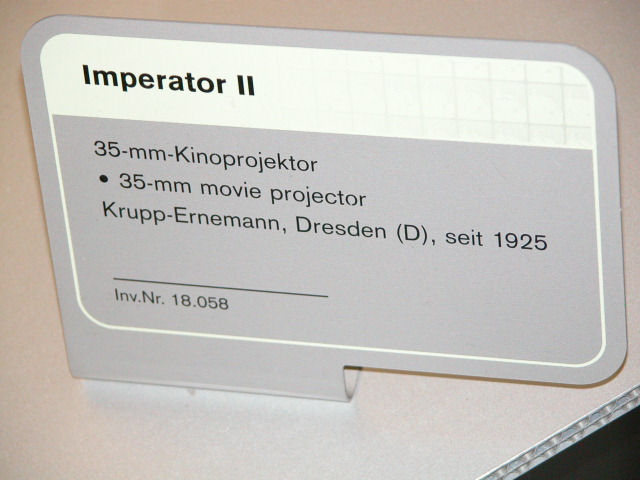 Imperator II
35-mm-Kinoprojektor
• 35-mm movie projector
Krupp-Ernemann, Dresden (D), seit 1925
Inv.Nr. 18.058